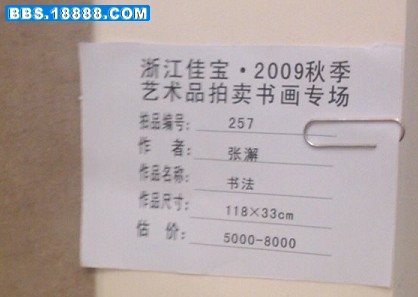 BBS.18888.COM
浙江佳宝·2009秋季
艺术品拍卖书画专场
拍品编号: 257
作 者: 张澥
作品名称: 书法
作品尺寸: 118×33cm
估 价: 5000-8000